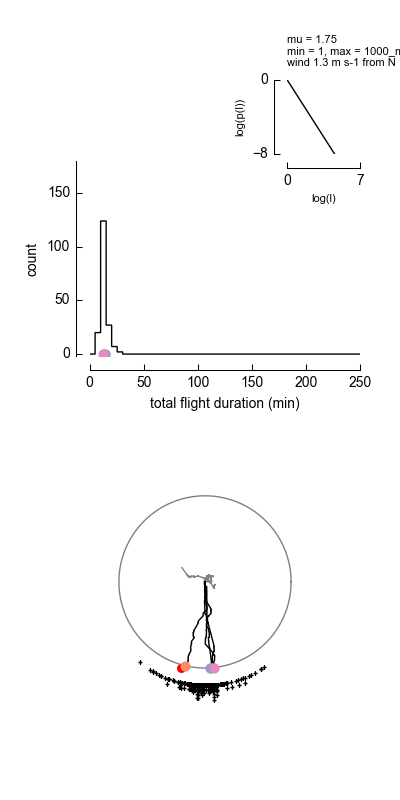 mu = 1.75
min = 1, max = 1000_m
wind 1.3 m s-1 from N
0
log(p(l))
−8
0
7
log(l)
150
count
100
50
0
0
50
100
150
200
250
total flight duration (min)